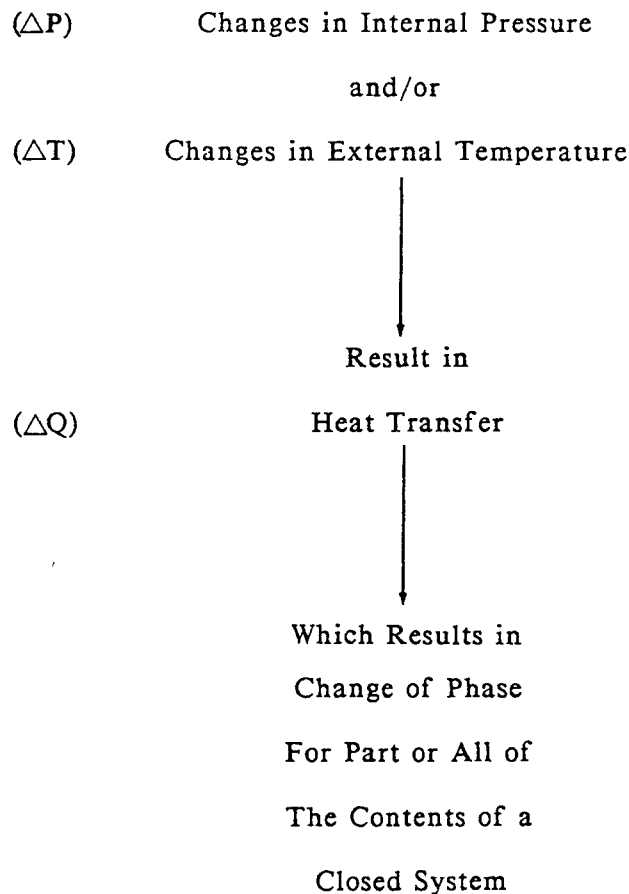 (△P) Changes in Internal Pressure
and/or
(△T) Changes in External Temperature
Result in
(△Q) Heat Transfer
Which Results in
Change of Phase
For Part or All of
The Contents of a
Closed System